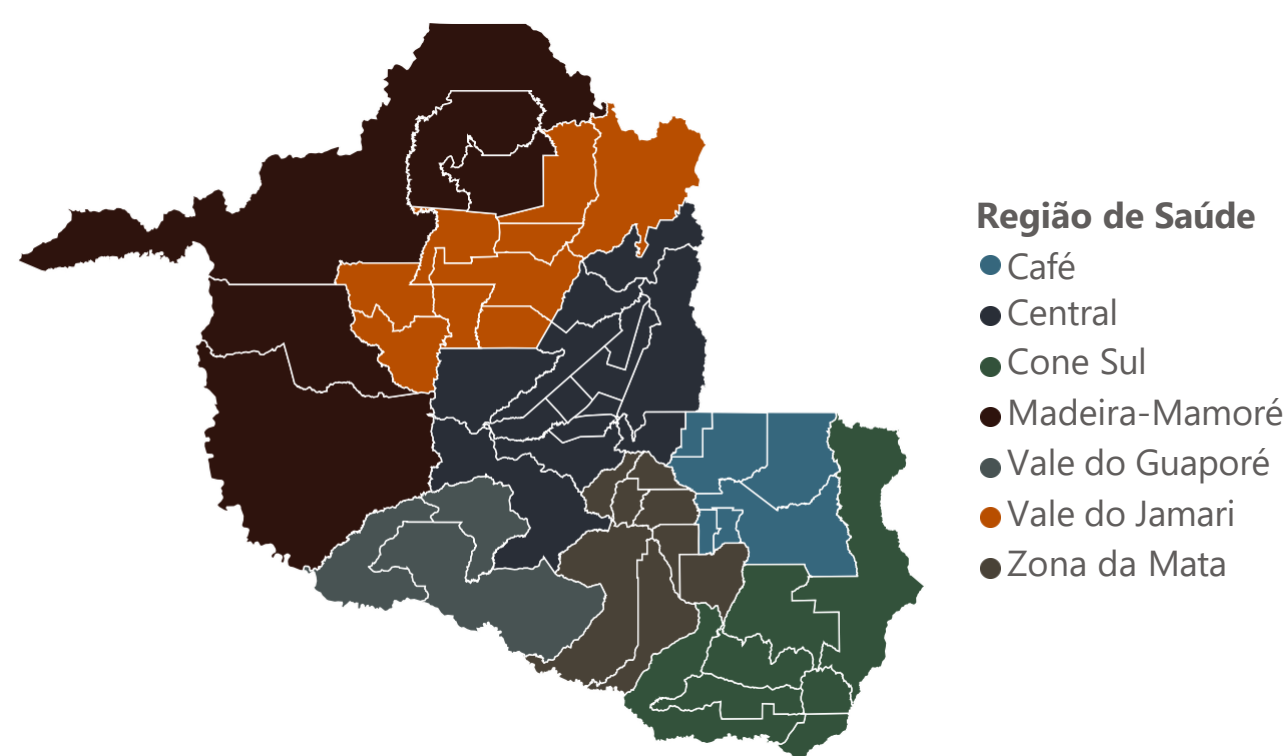 Região de Saúde
Café
Central
Cone Sul
Madeira-Mamoré
Vale do Guaporé
Vale do Jamari
Zona da Mata